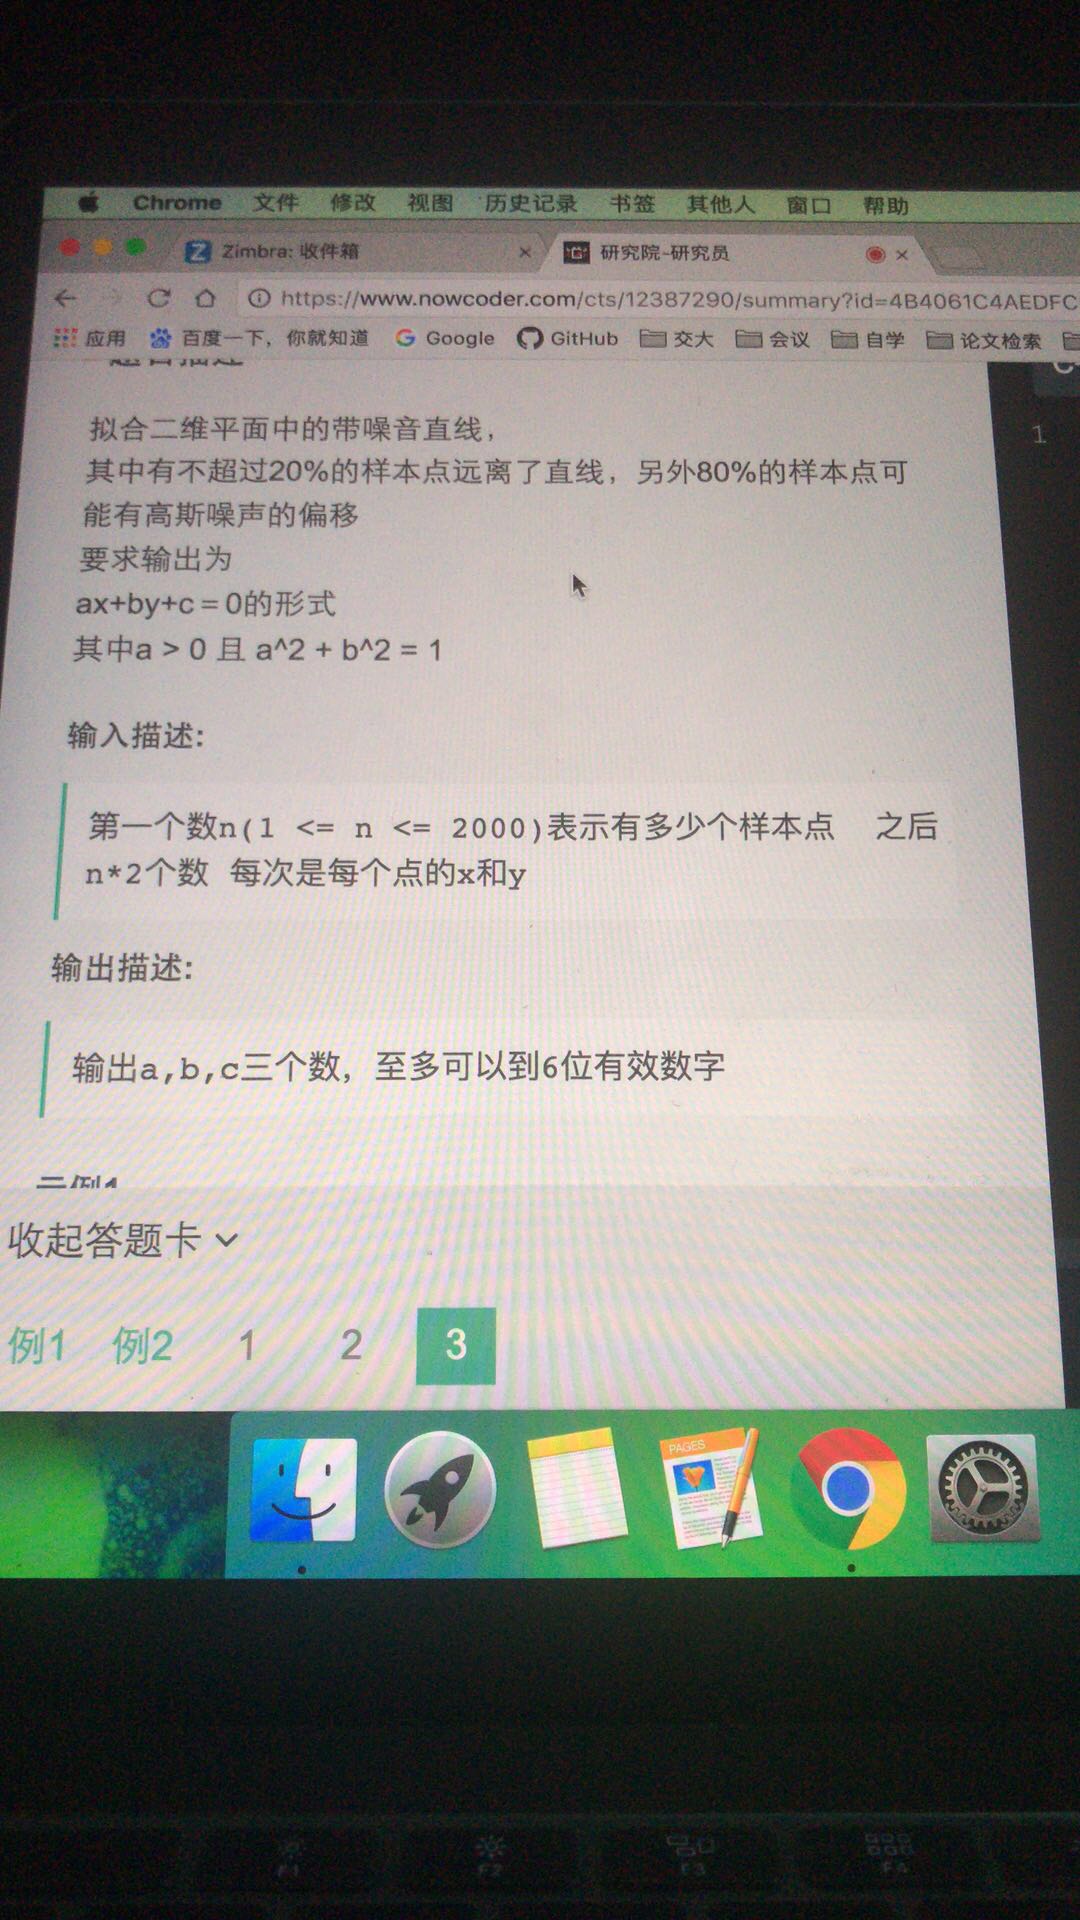 Chrome 文件 修改 视图 历史记录 书签 其他人 窗口 帮助
Zimbra: 收件箱
研究院-研究员
https://www.nowcoder.com/cts/12387290/summary?id=4B4061C4AEDFC
应用 百度一下，你就知道 Google GitHub 交大 会议 自学 论文检索
题目描述
拟合二维平面中的带噪音直线，
其中有不超过20%的样本点远离了直线，另外80%的样本点可
能有高斯噪声的偏移
要求输出为
ax+by+c = 0的形式
其中a > 0 且 a^2 + b^2 = 1
输入描述:
第一个数n(1 <= n <= 2000)表示有多少个样本点 之后
n*2个数 每次是每个点的x和y
输出描述:
输出a,b,c三个数，至多可以到6位有效数字
示例1
收起答题卡
例1 例2 1 2 3
1
PAGES
F1 F2 F3 F4